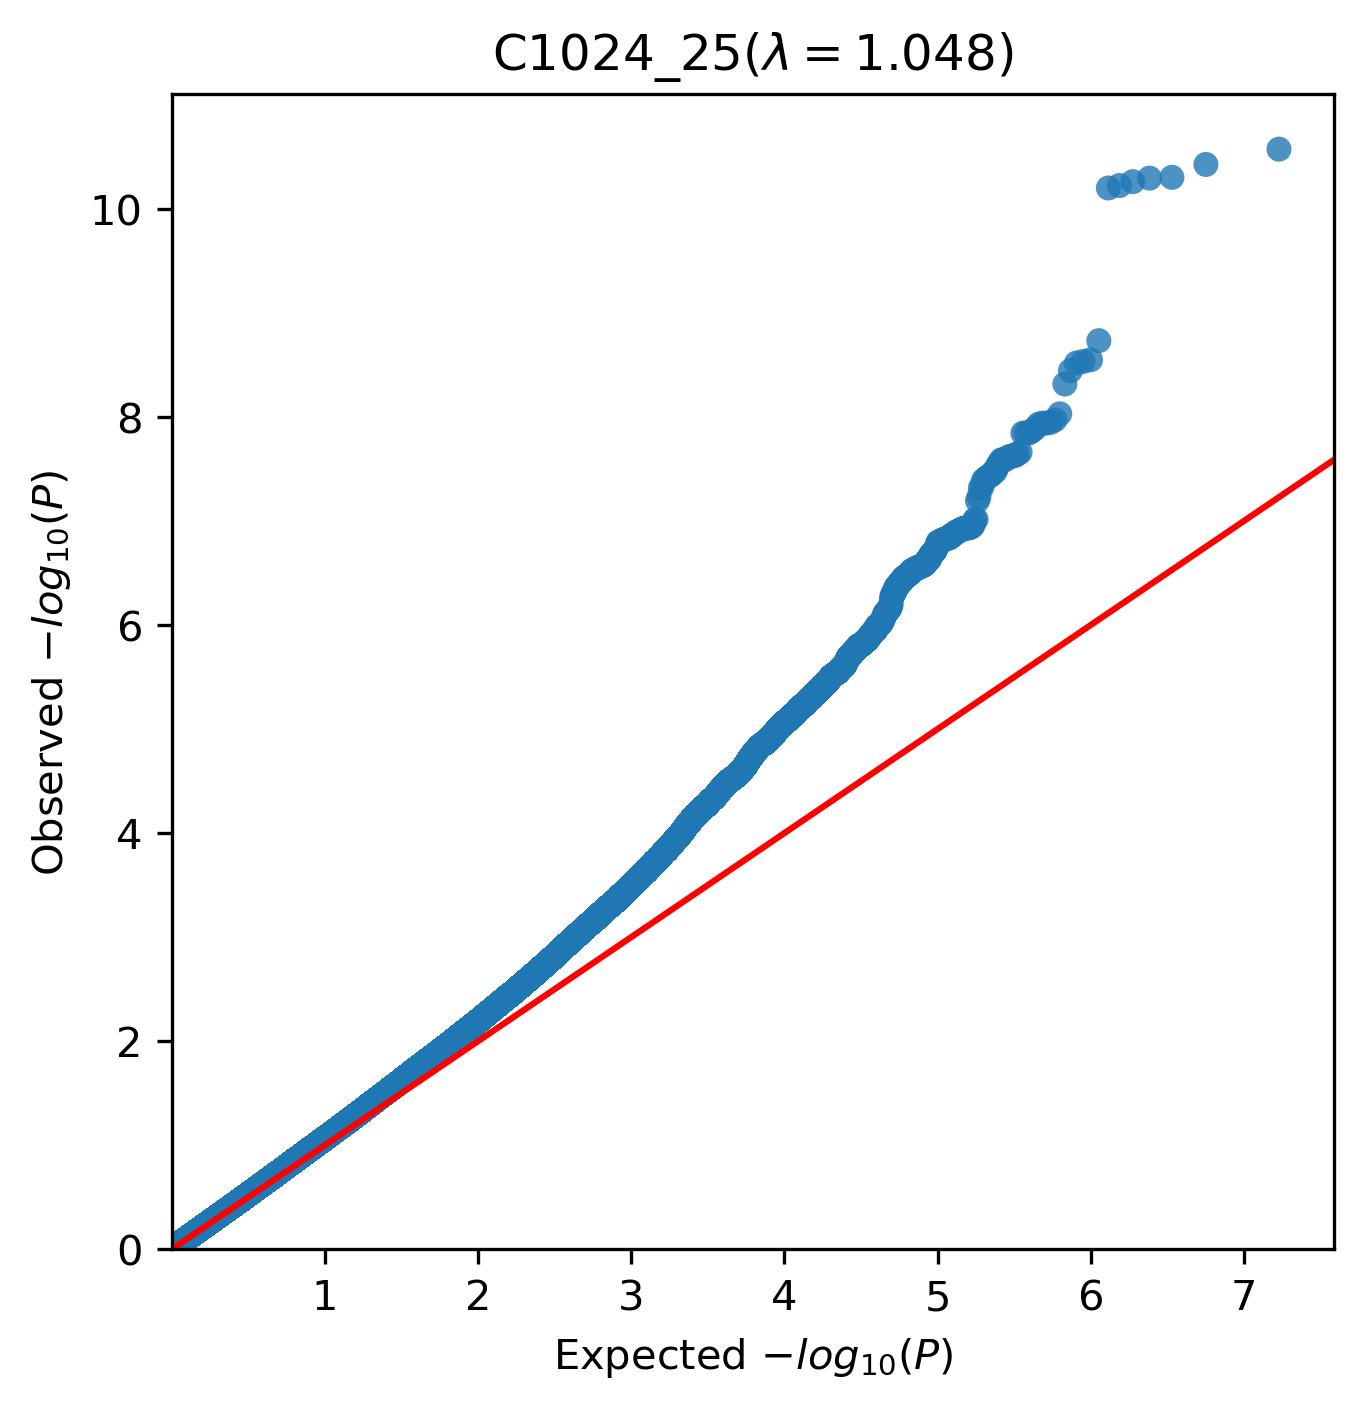 C1024_25(λ = 1.048)
Observed −log₁₀(P)
10
8
6
4
2
0
1 2 3 4 5 6 7
Expected −log₁₀(P)